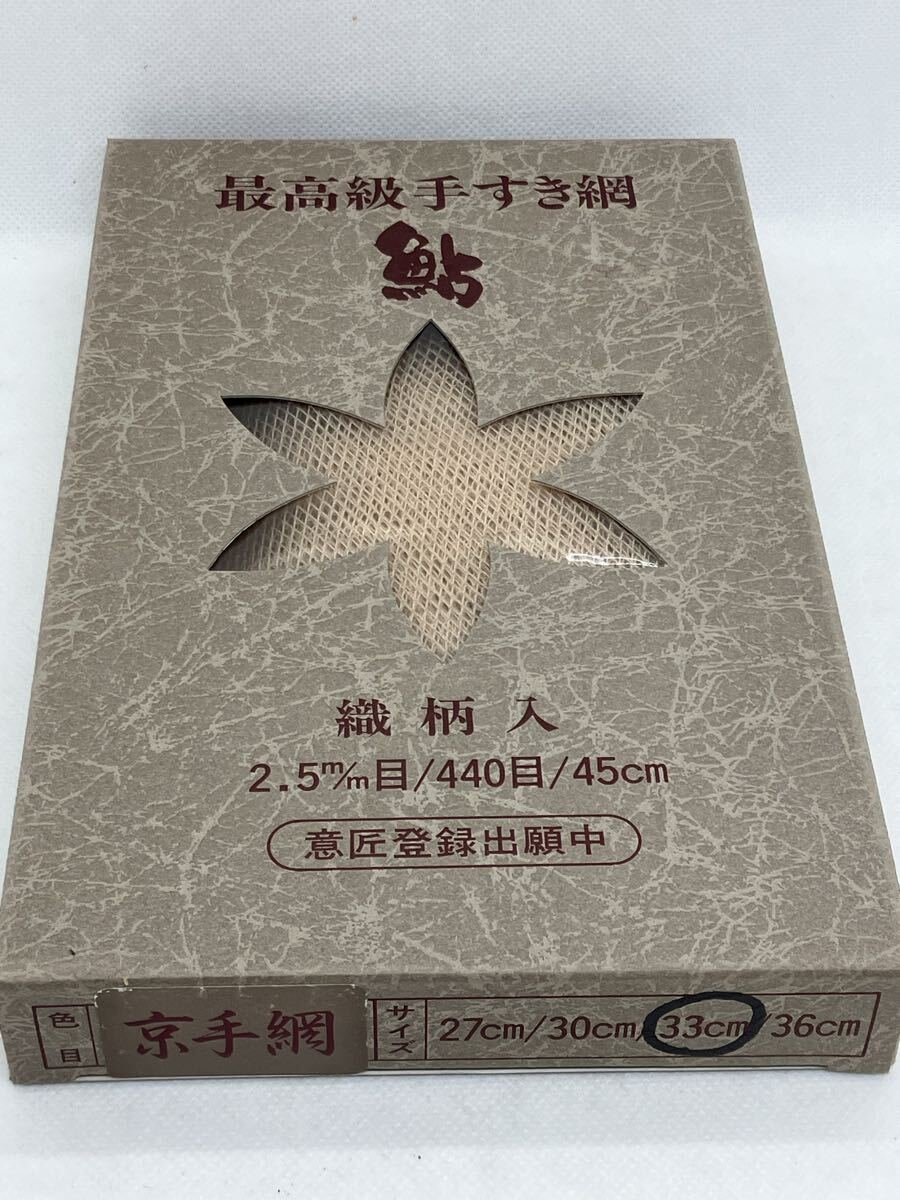 最高級手すき網
鮎
織柄入
2.5m/m目/440目/45cm
意匠登録出願中
色目 京手網 サイズ 27cm/30cm/33cm/36cm